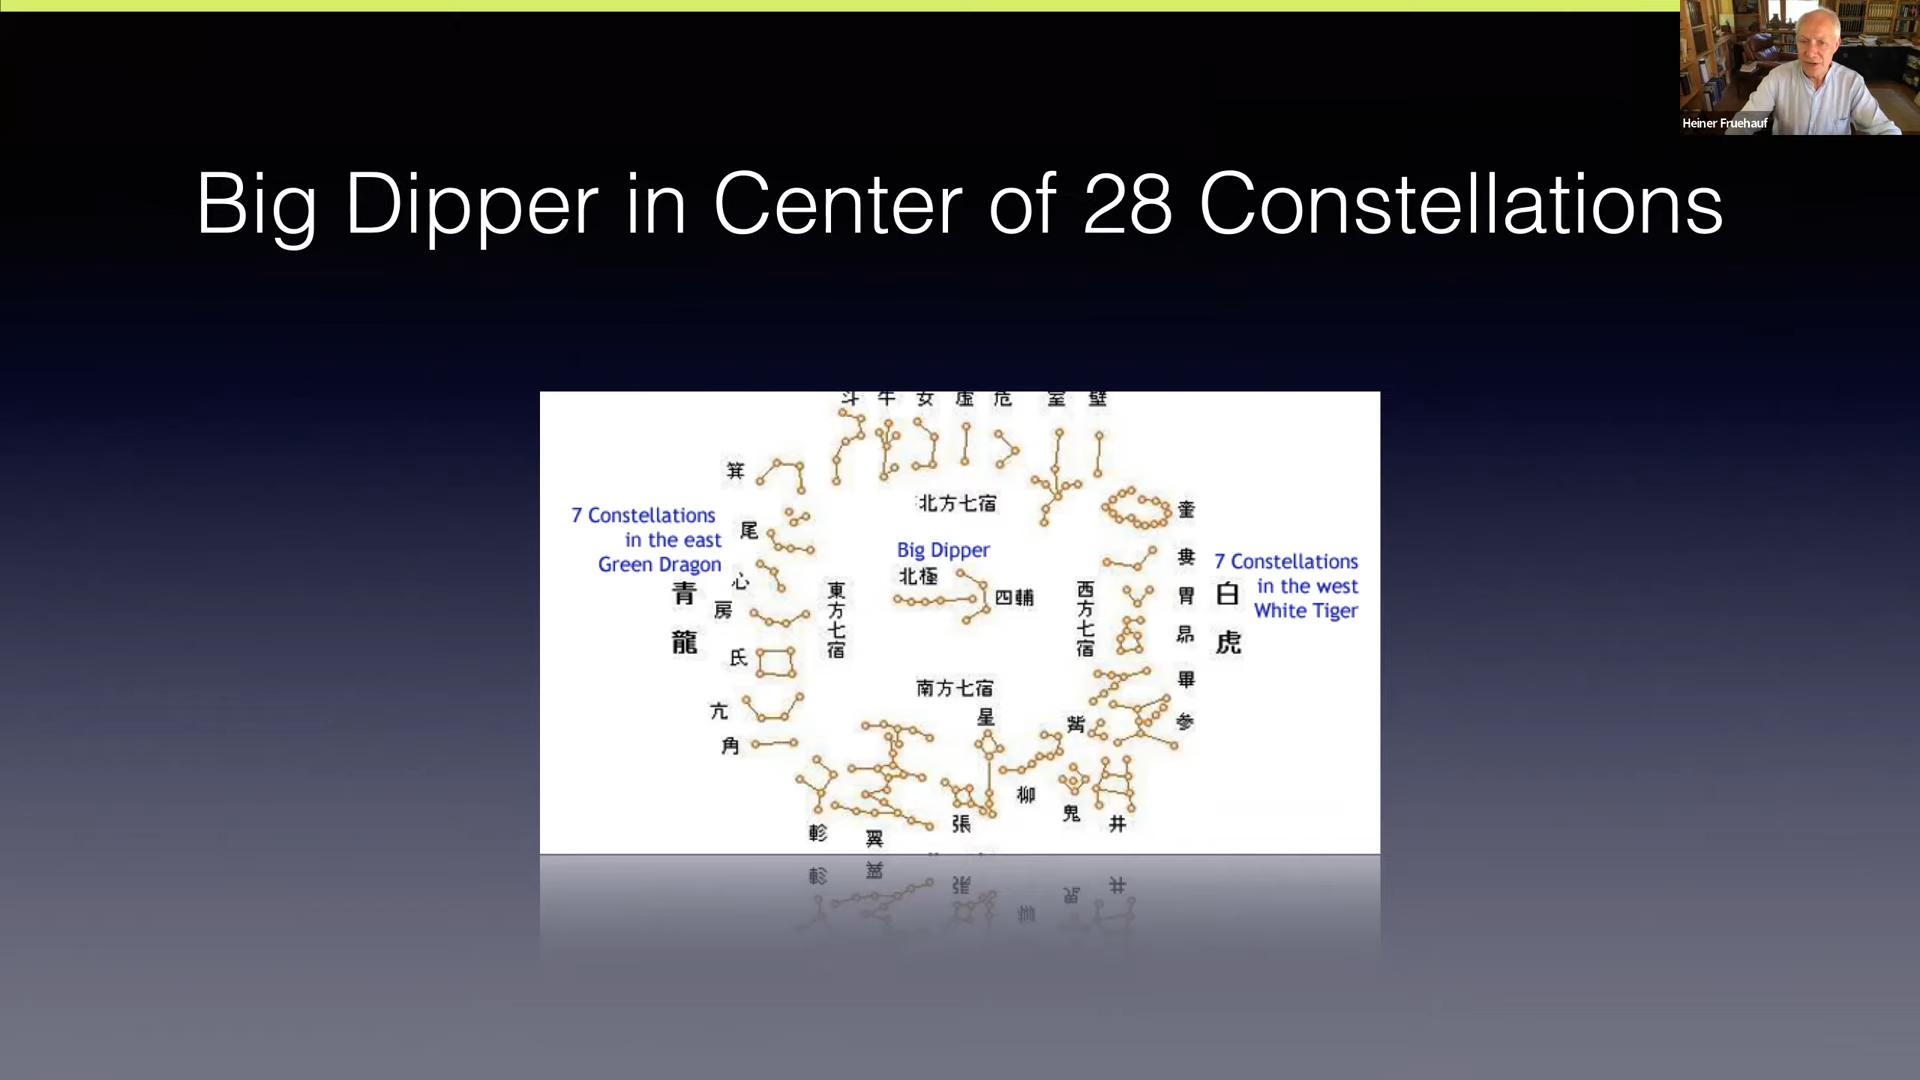 Heiner Fruehauf
Big Dipper in Center of 28 Constellations
斗 牛 女 虛 危 室 壁
箕
北方七宿
奎
7 Constellations
in the east
Green Dragon
尾
心
青
龍
房
東方七宿
氐
亢
角
Big Dipper
北極
四輔
西方七宿
婁
胃
昴
畢
参
白
虎
7 Constellations
in the west
White Tiger
南方七宿
星
觜
柳
鬼
井
張
翼
軫